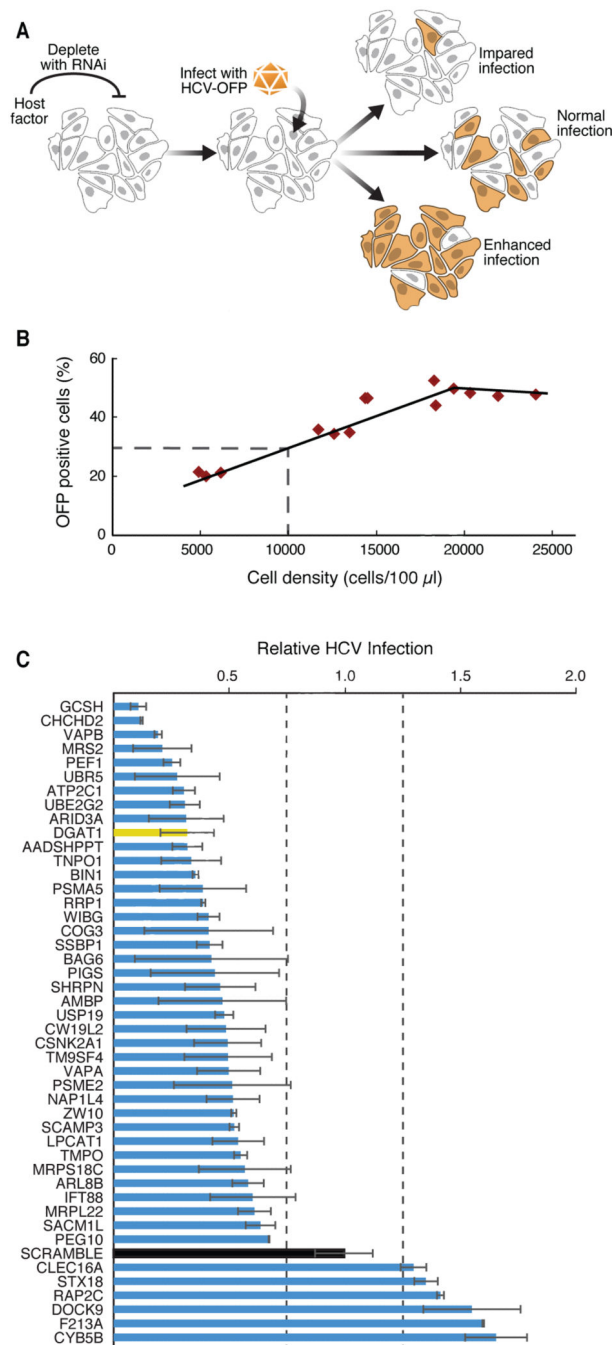 A
Deplete with RNAi
Host
factor
Infect with
HCV-OFP
Impared
infection
Normal
infection
Enhanced
infection
B
OFP positive cells (%)
60
40
20
0
0 5000 10000 15000 20000 25000
Cell density (cells/100 µl)
C
Relative HCV Infection
0.5 1.0 1.5 2.0
GCSH
CHCHD2
VAPB
MRS2
PEF1
UBR5
ATP2C1
UBE2G2
ARID3A
DGAT1
AADSHPPT
TNPO1
BIN1
PSMA5
RRP1
WIBG
COG3
SSBP1
BAG6
PIGS
SHRPN
AMBP
USP19
CW19L2
CSNK2A1
TM9SF4
VAPA
PSME2
NAP1L4
ZW10
SCAMP3
LPCAT1
TMPO
MRPS18C
ARL8B
IFT88
MRPL22
SACM1L
PEG10
SCRAMBLE
CLEC16A
STX18
RAP2C
DOCK9
F213A
CYB5B